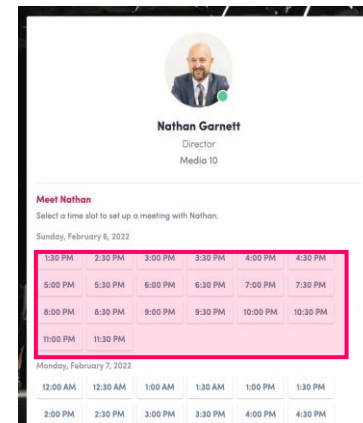 Nathan Garnett
Director
Media 10
Meet Nathan
Select a time slot to set up a meeting with Nathan.
Sunday, February 6, 2022
1:30 PM 2:30 PM 3:00 PM 3:30 PM 4:00 PM 4:30 PM
5:00 PM 5:30 PM 6:00 PM 6:30 PM 7:00 PM 7:30 PM
8:00 PM 8:30 PM 9:00 PM 9:30 PM 10:00 PM 10:30 PM
11:00 PM 11:30 PM
Monday, February 7, 2022
12:00 AM 12:30 AM 1:00 AM 1:30 AM 1:00 PM 1:30 PM
2:00 PM 2:30 PM 3:00 PM 3:30 PM 4:00 PM 4:30 PM